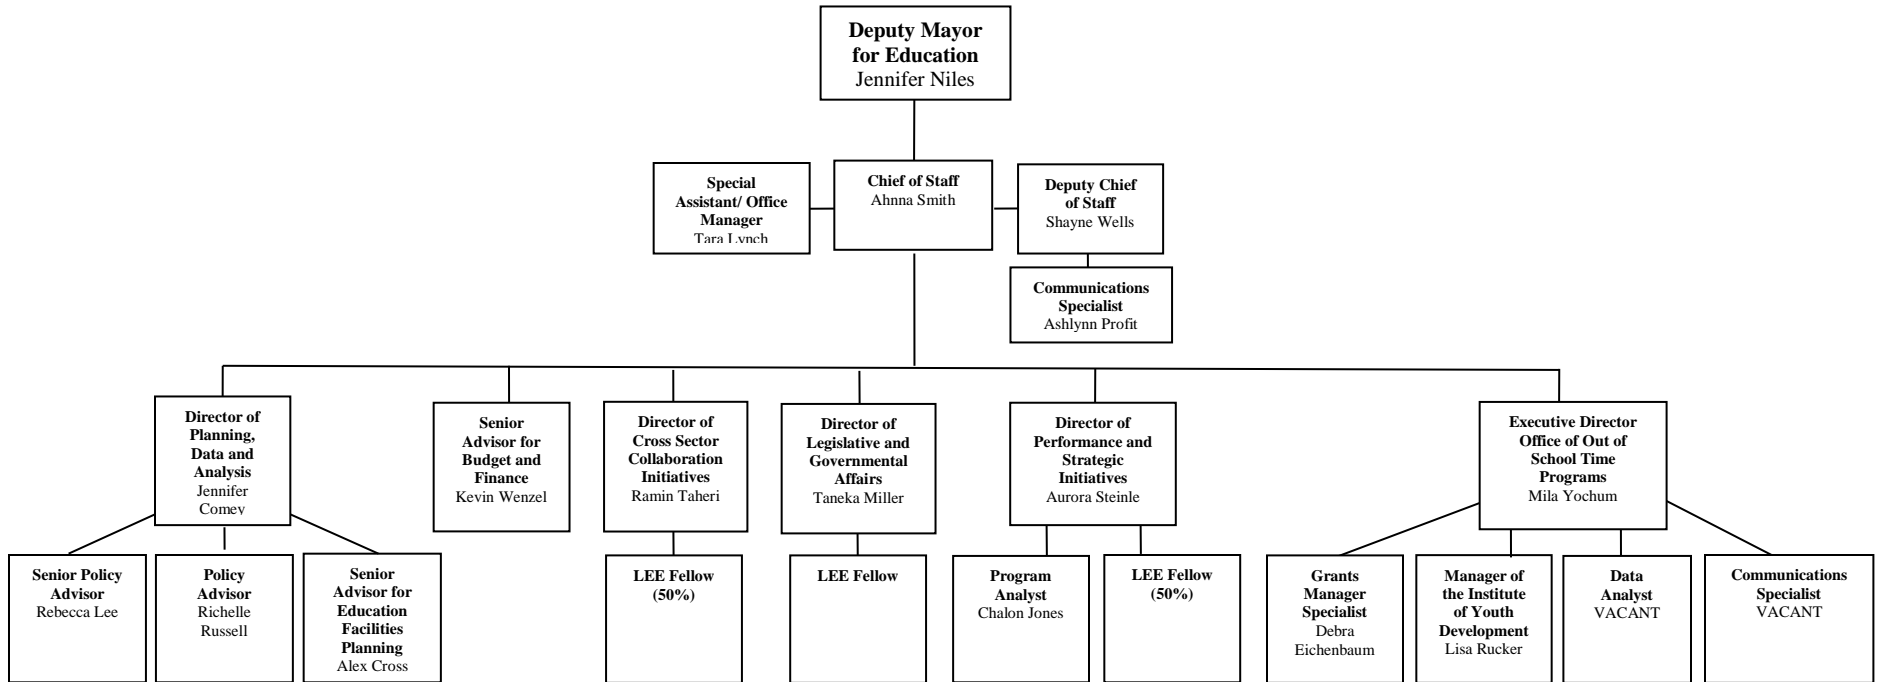 Deputy Mayor
for Education
Jennifer Niles
Special
Assistant/ Office
Manager
Tara Lynch
Chief of Staff
Ahnna Smith
Deputy Chief
of Staff
Shayne Wells
Communications
Specialist
Ashlynn Profit
Director of
Planning,
Data and
Analysis
Jennifer
Comey
Senior
Advisor for
Budget and
Finance
Kevin Wenzel
Director of
Cross Sector
Collaboration
Initiatives
Ramin Taheri
Director of
Legislative and
Governmental
Affairs
Taneka Miller
Director of
Performance and
Strategic
Initiatives
Aurora Steinle
Executive Director
Office of Out of
School Time
Programs
Mila Yochum
Senior Policy
Advisor
Rebecca Lee
Policy
Advisor
Richelle
Russell
Senior
Advisor for
Education
Facilities
Planning
Alex Cross
LEE Fellow
(50%)
LEE Fellow
Program
Analyst
Chalon Jones
LEE Fellow
(50%)
Grants
Manager
Specialist
Debra
Eichenbaum
Manager of
the Institute
of Youth
Development
Lisa Rucker
Data
Analyst
VACANT
Communications
Specialist
VACANT